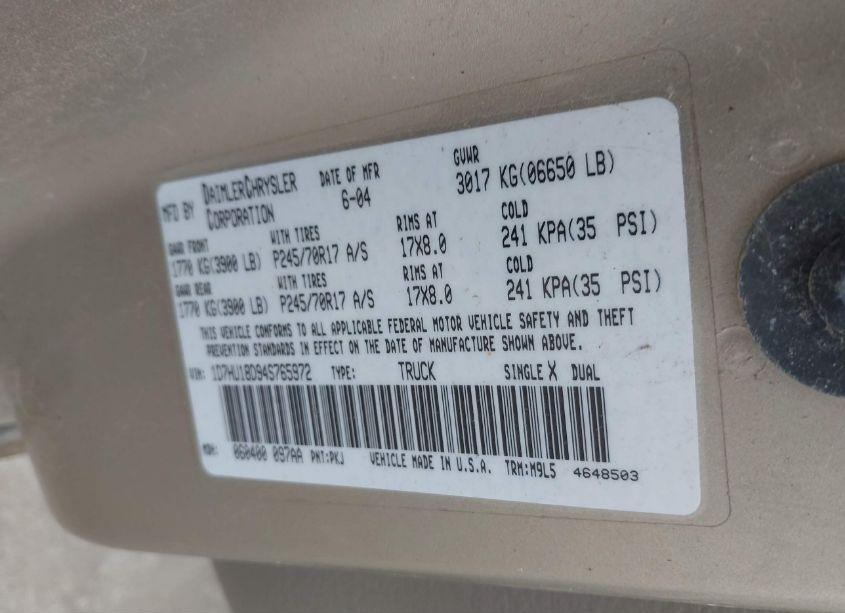 MFD BY DAIMLERCHRYSLER CORPORATION DATE OF MFR 6-04 GVWR 3017 KG(06650 LB)
GAWR FRONT WITH TIRES RIMS AT COLD
1770 KG(3900 LB) P245/70R17 A/S 17X8.0 241 KPA(35 PSI)
GAWR REAR WITH TIRES RIMS AT COLD
1770 KG(3900 LB) P245/70R17 A/S 17X8.0 241 KPA(35 PSI)
THIS VEHICLE CONFORMS TO ALL APPLICABLE FEDERAL MOTOR VEHICLE SAFETY AND THEFT
PREVENTION STANDARDS IN EFFECT ON THE DATE OF MANUFACTURE SHOWN ABOVE.
VIN: 1D7HU18D94S765972 TYPE: TRUCK SINGLE X DUAL
MDH: 060400 097AA PNT:PKJ VEHICLE MADE IN U.S.A. TRM:M9L5 4648503